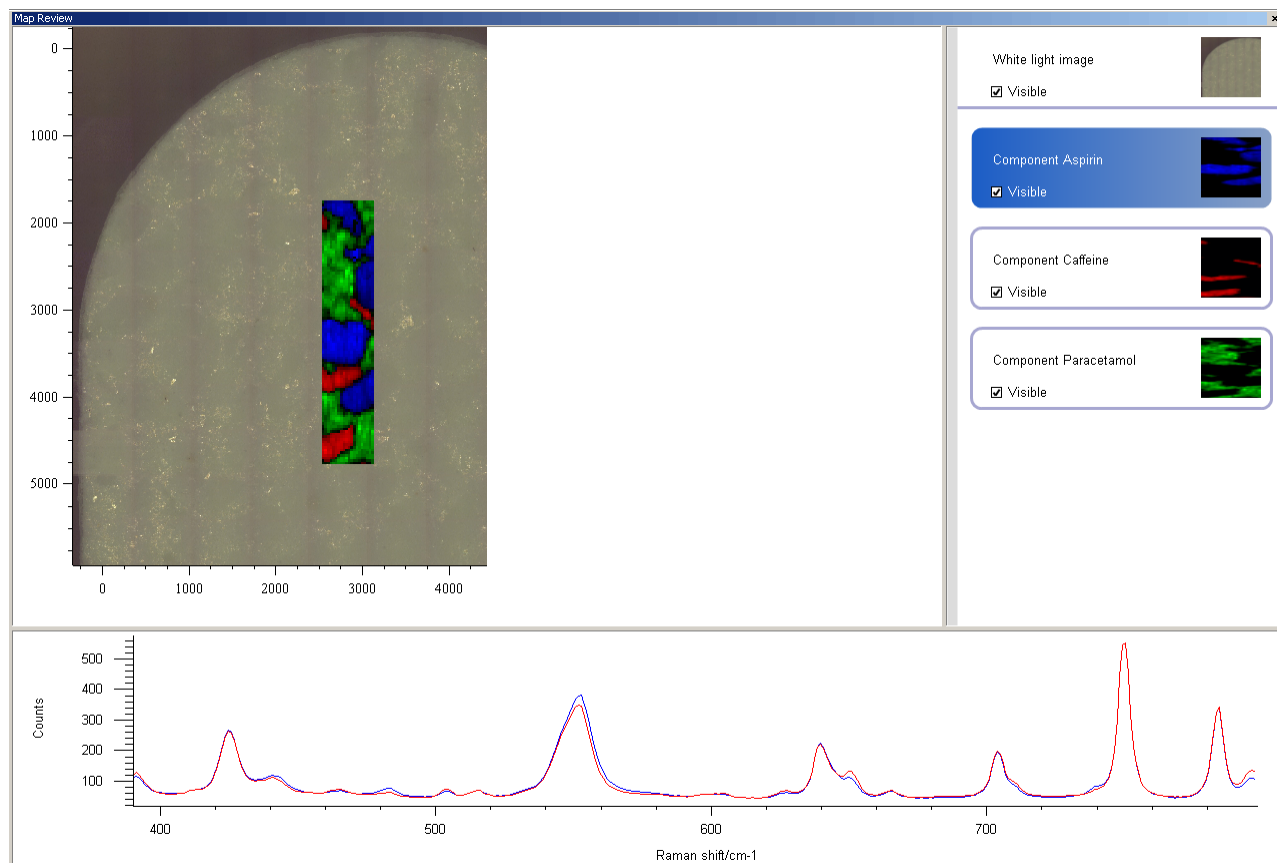 Map Review
White light image
Visible
Component Aspirin
Visible
Component Caffeine
Visible
Component Paracetamol
Visible
0
1000
2000
3000
4000
5000
0 1000 2000 3000 4000
500
400
300
200
100
Counts
400 500 600 700
Raman shift/cm-1